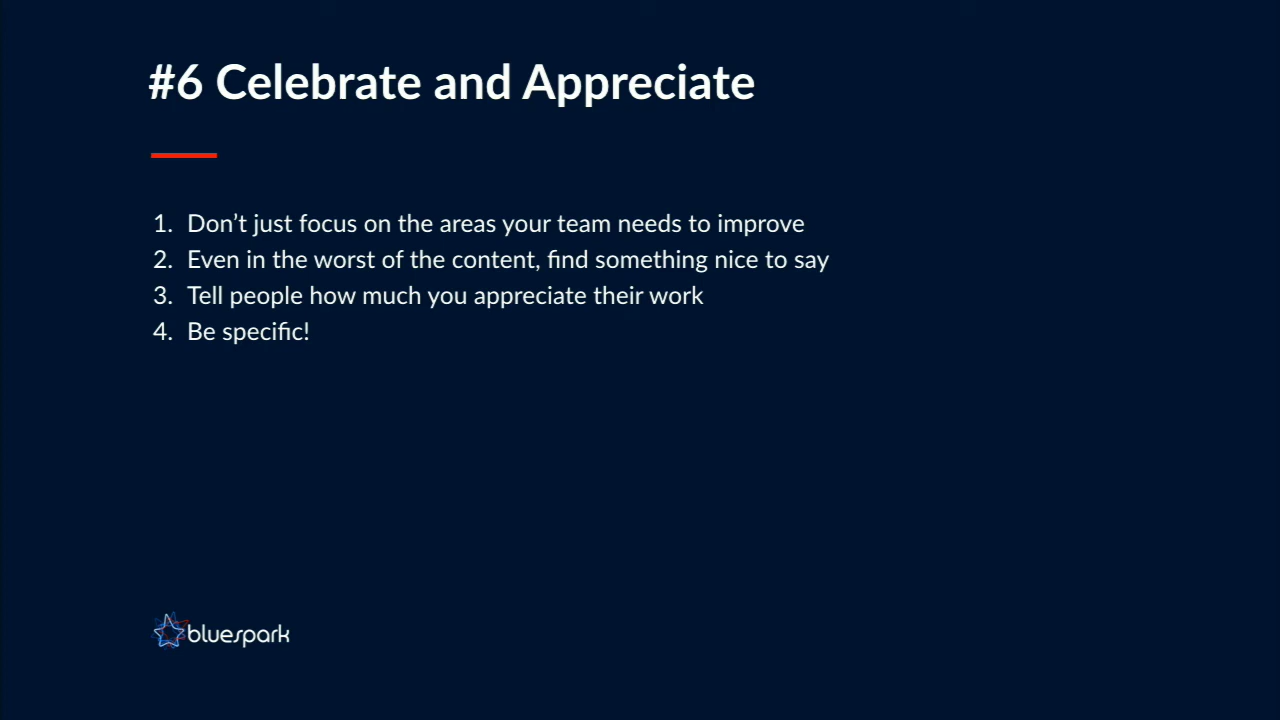 #6 Celebrate and Appreciate
1. Don’t just focus on the areas your team needs to improve
2. Even in the worst of the content, find something nice to say
3. Tell people how much you appreciate their work
4. Be specific!
bluespark